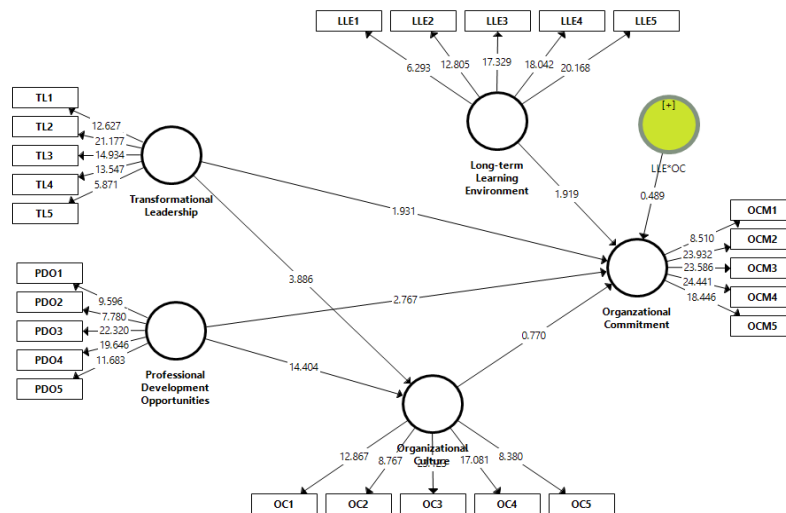 LLE1
LLE2
LLE3
LLE4
LLE5
6.293
12.805
17.329
18.042
20.168
[+]
LLE*OC
Long-term
Learning
Environment
TL1
TL2
TL3
TL4
TL5
12.627
21.177
14.934
13.547
5.871
Transformational
Leadership
1.931
1.919
0.489
3.886
2.767
14.404
0.770
OCM1
OCM2
OCM3
OCM4
OCM5
8.510
23.932
23.586
24.441
18.446
Organzational
Commitment
PDO1
PDO2
PDO3
PDO4
PDO5
9.596
7.780
22.320
19.646
11.683
Professional
Development
Opportunities
Organizational
Culture
12.867
8.767
17.081
8.380
OC1
OC2
OC3
OC4
OC5